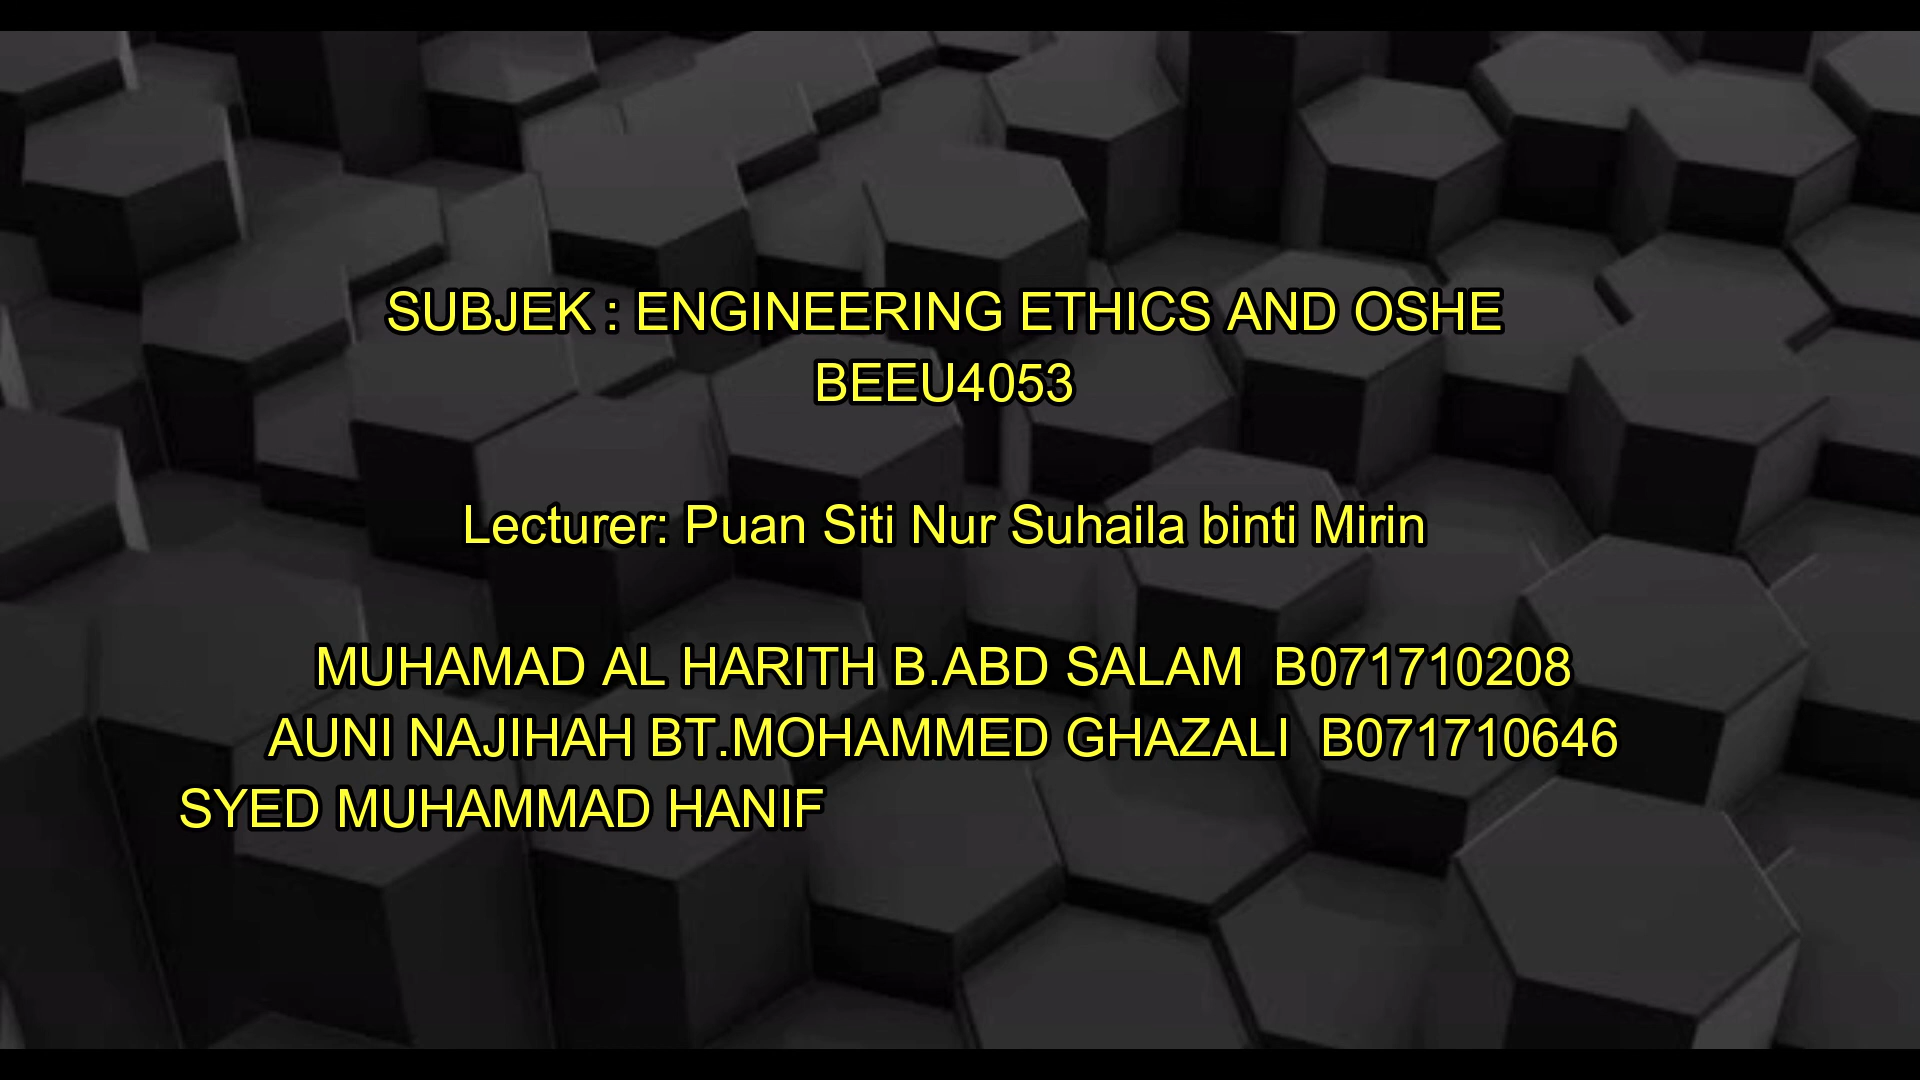 SUBJEK : ENGINEERING ETHICS AND OSHE
BEEU4053
Lecturer: Puan Siti Nur Suhaila binti Mirin
MUHAMAD AL HARITH B.ABD SALAM  B071710208
AUNI NAJIHAH BT.MOHAMMED GHAZALI  B071710646
SYED MUHAMMAD HANIF